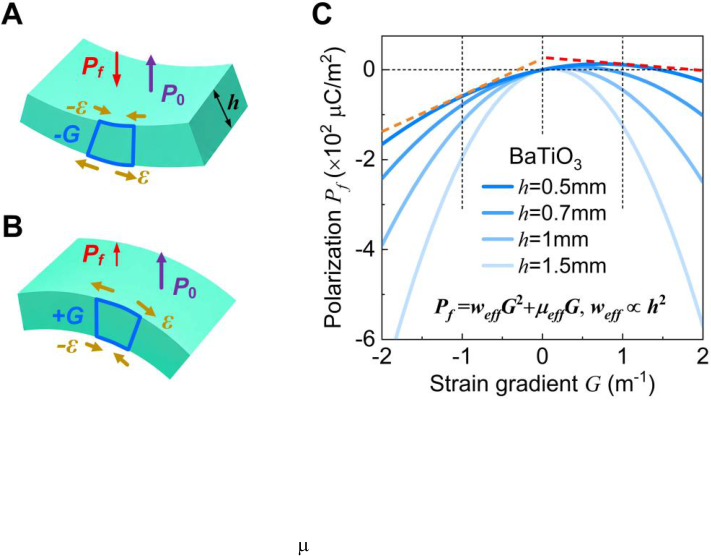 A
P_f
P_0
h
-ε
-G
ε
B
P_f
P_0
+G
ε
-ε
C
Polarization P_f (×10² μC/m²)
0
-2
-4
-6
BaTiO₃
h=0.5mm
h=0.7mm
h=1mm
h=1.5mm
P_f =w_eff G²+μ_eff G, w_eff ∝ h²
-2 -1 0 1 2
Strain gradient G (m⁻¹)
μ